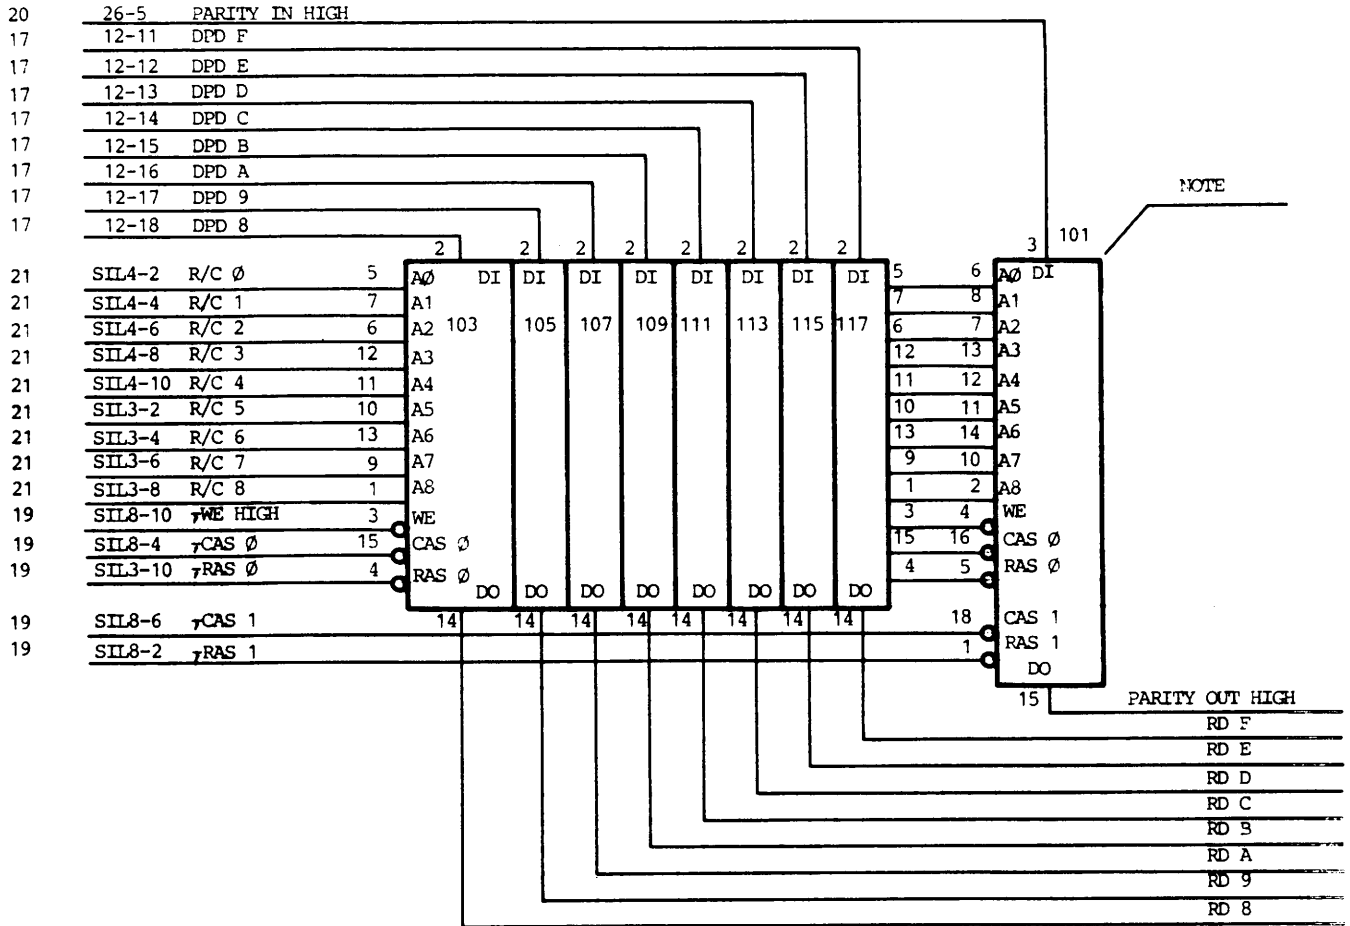 20 26-5 PARITY IN HIGH
17 12-11 DPD F
17 12-12 DPD E
17 12-13 DPD D
17 12-14 DPD C
17 12-15 DPD B
17 12-16 DPD A
17 12-17 DPD 9
17 12-18 DPD 8
NOTE
2 2 2 2 2 2 2 2 3 101
21 SIL4-2 R/C Ø 5 AØ DI DI DI DI DI DI DI DI 5 6 AØ DI
21 SIL4-4 R/C 1 7 A1 7 8 A1
21 SIL4-6 R/C 2 6 A2 103 105 107 109 111 113 115 117 6 7 A2
21 SIL4-8 R/C 3 12 A3 12 13 A3
21 SIL4-10 R/C 4 11 A4 11 12 A4
21 SIL3-2 R/C 5 10 A5 10 11 A5
21 SIL3-4 R/C 6 13 A6 13 14 A6
21 SIL3-6 R/C 7 9 A7 9 10 A7
21 SIL3-8 R/C 8 1 A8 1 2 A8
19 SIL8-10 ┐WE HIGH 3 WE 3 4 WE
19 SIL8-4 ┐CAS Ø 15 CAS Ø 15 16 CAS Ø
19 SIL3-10 ┐RAS Ø 4 RAS Ø 4 5 RAS Ø
DO DO DO DO DO DO DO DO
19 SIL8-6 ┐CAS 1 14 14 14 14 14 14 14 14 18 CAS 1
19 SIL8-2 ┐RAS 1 1 RAS 1
DO
15 PARITY OUT HIGH
RD F
RD E
RD D
RD C
RD B
RD A
RD 9
RD 8